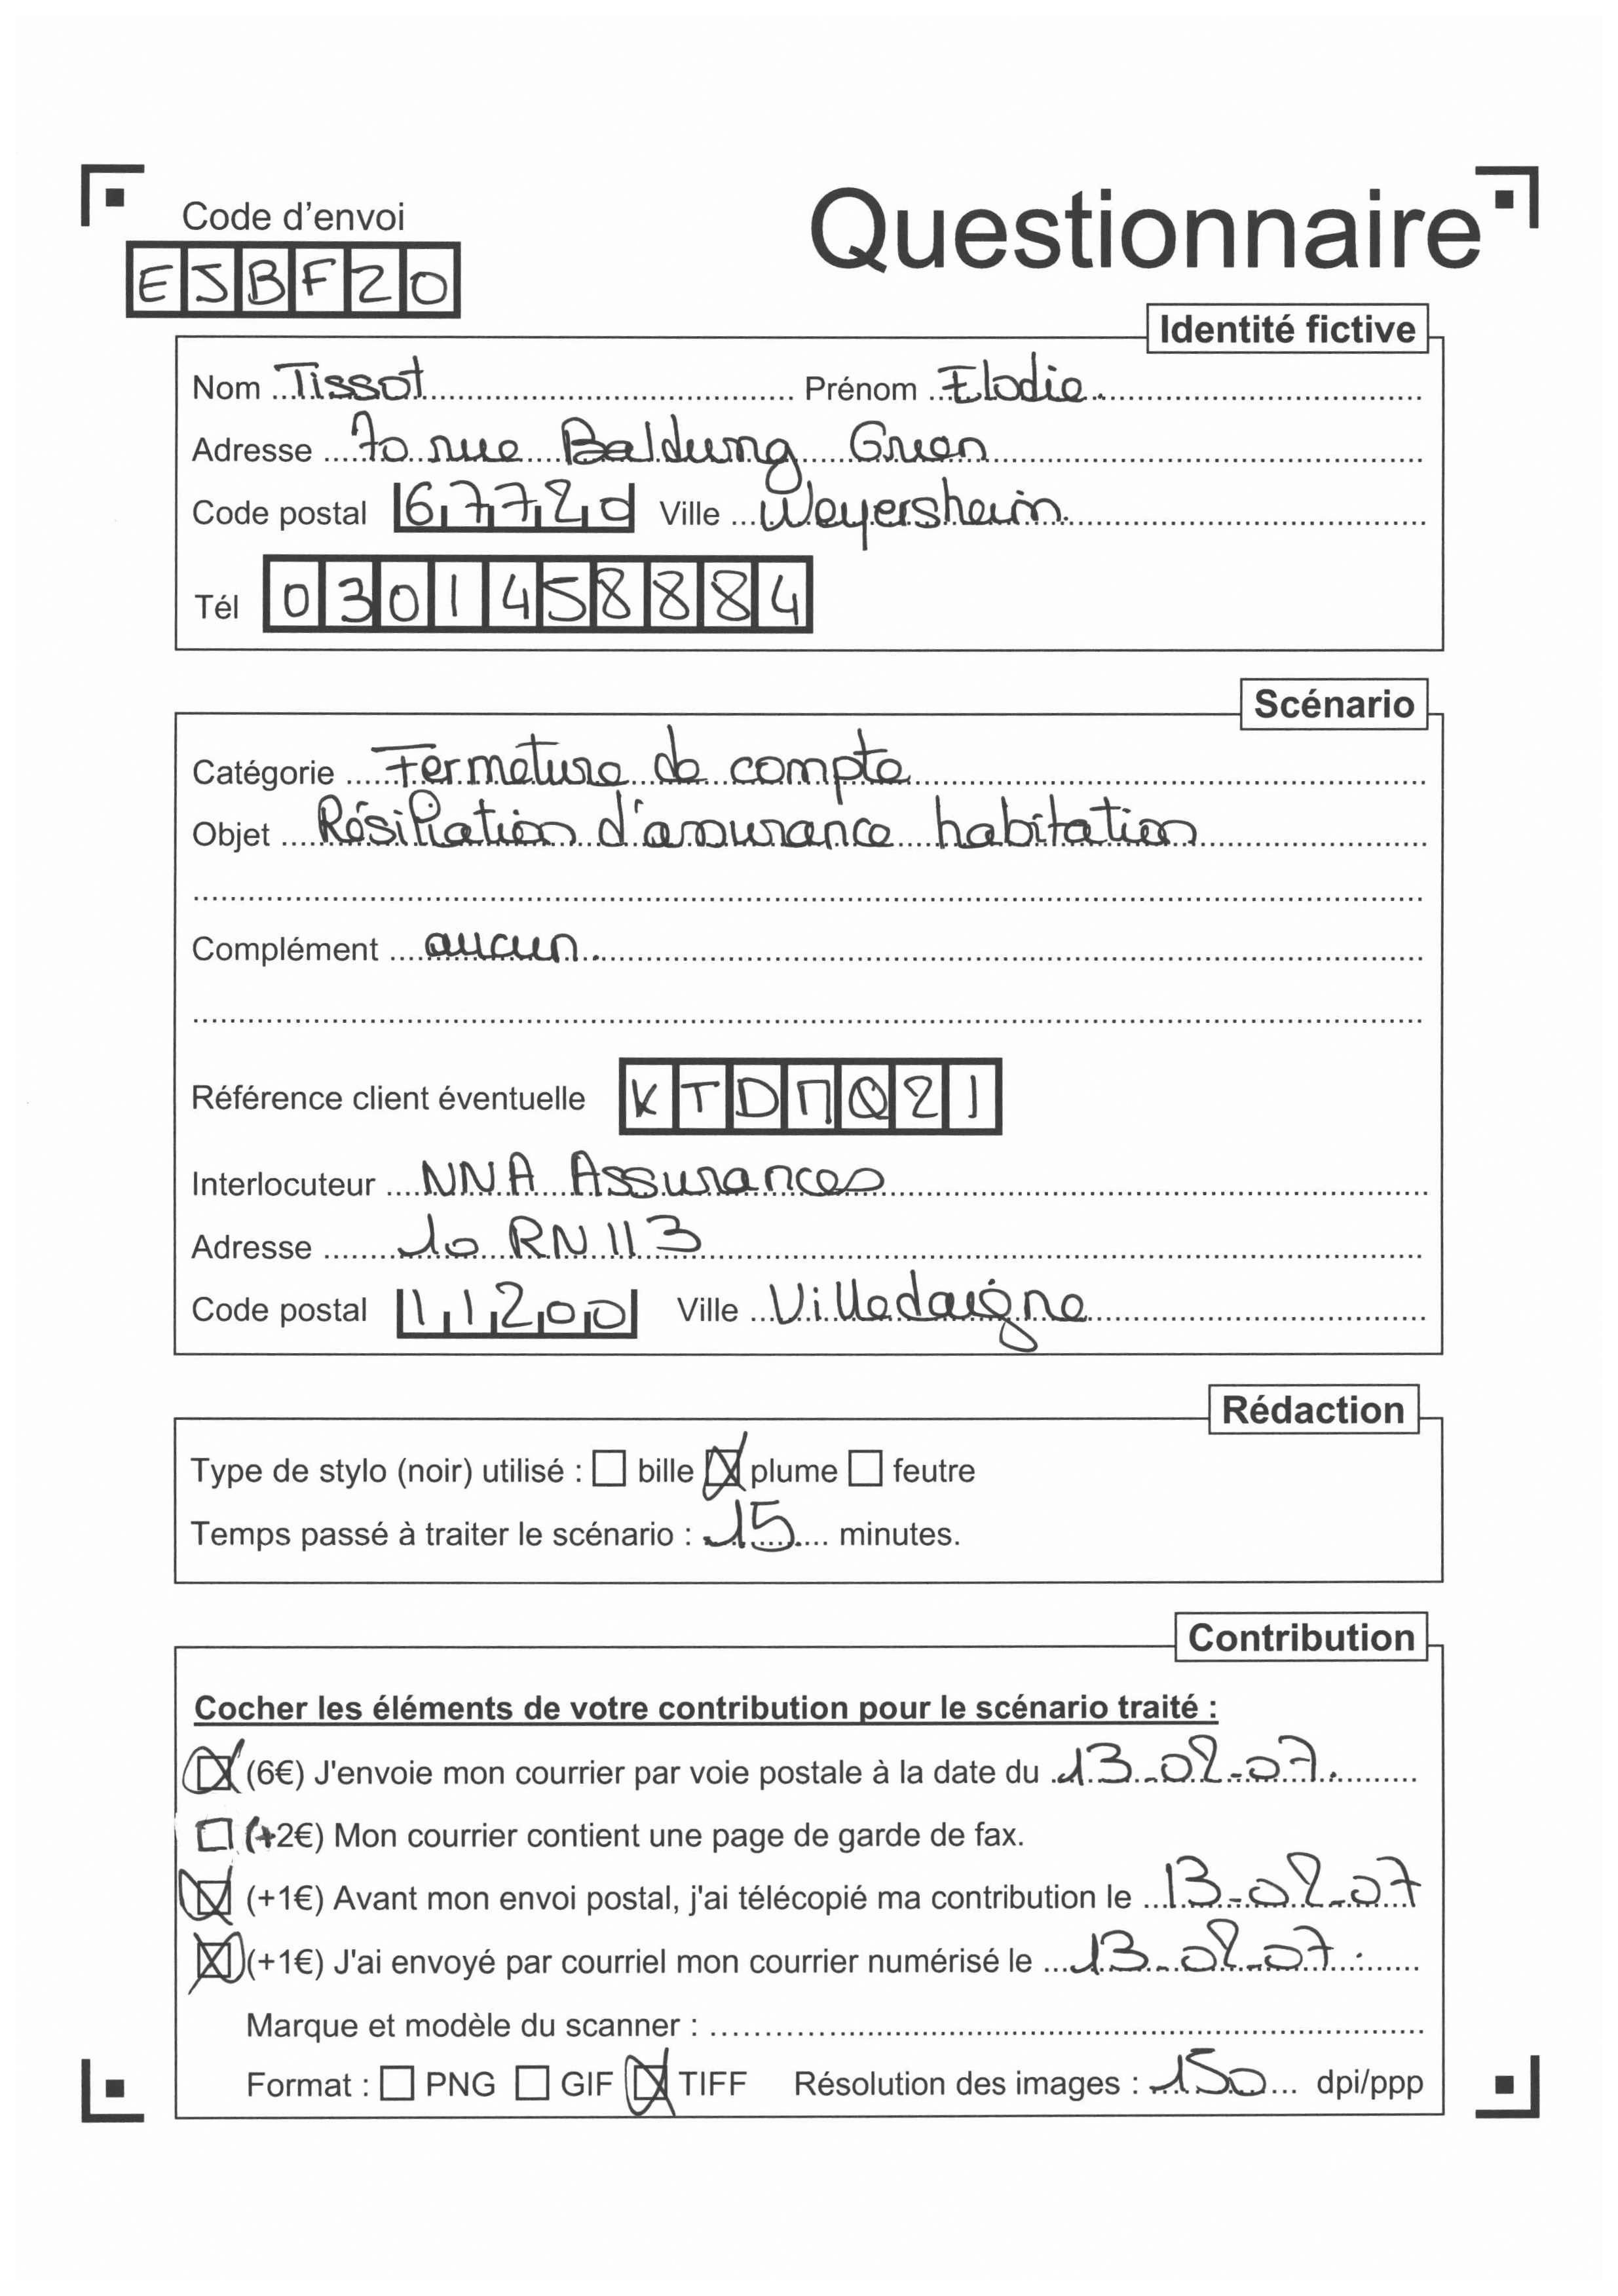 Code d'envoi
Questionnaire
ESBF20
Identité fictive
Nom Tissot Prénom Elodie.
Adresse 70 rue Baldung Grien
Code postal 67720 Ville Weyersheim.
Tél 0301458884
Scénario
Catégorie Fermeture de compte
Objet Résiliation d'assurance habitation
Complément aucun.
Référence client éventuelle KTDM021
Interlocuteur NNA Assurances
Adresse 10 RN 113
Code postal 11200 Ville Villedaigne
Rédaction
Type de stylo (noir) utilisé : ☐ bille ☒ plume ☐ feutre
Temps passé à traiter le scénario : 15 minutes.
Contribution
Cocher les éléments de votre contribution pour le scénario traité :
☒ (6€) J'envoie mon courrier par voie postale à la date du 13-02-07.
☐ (+2€) Mon courrier contient une page de garde de fax.
☒ (+1€) Avant mon envoi postal, j'ai télécopié ma contribution le 13-02-07
☒ (+1€) J'ai envoyé par courriel mon courrier numérisé le 13-02-07.
Marque et modèle du scanner :
Format : ☐ PNG ☐ GIF ☒ TIFF Résolution des images : 150 dpi/ppp